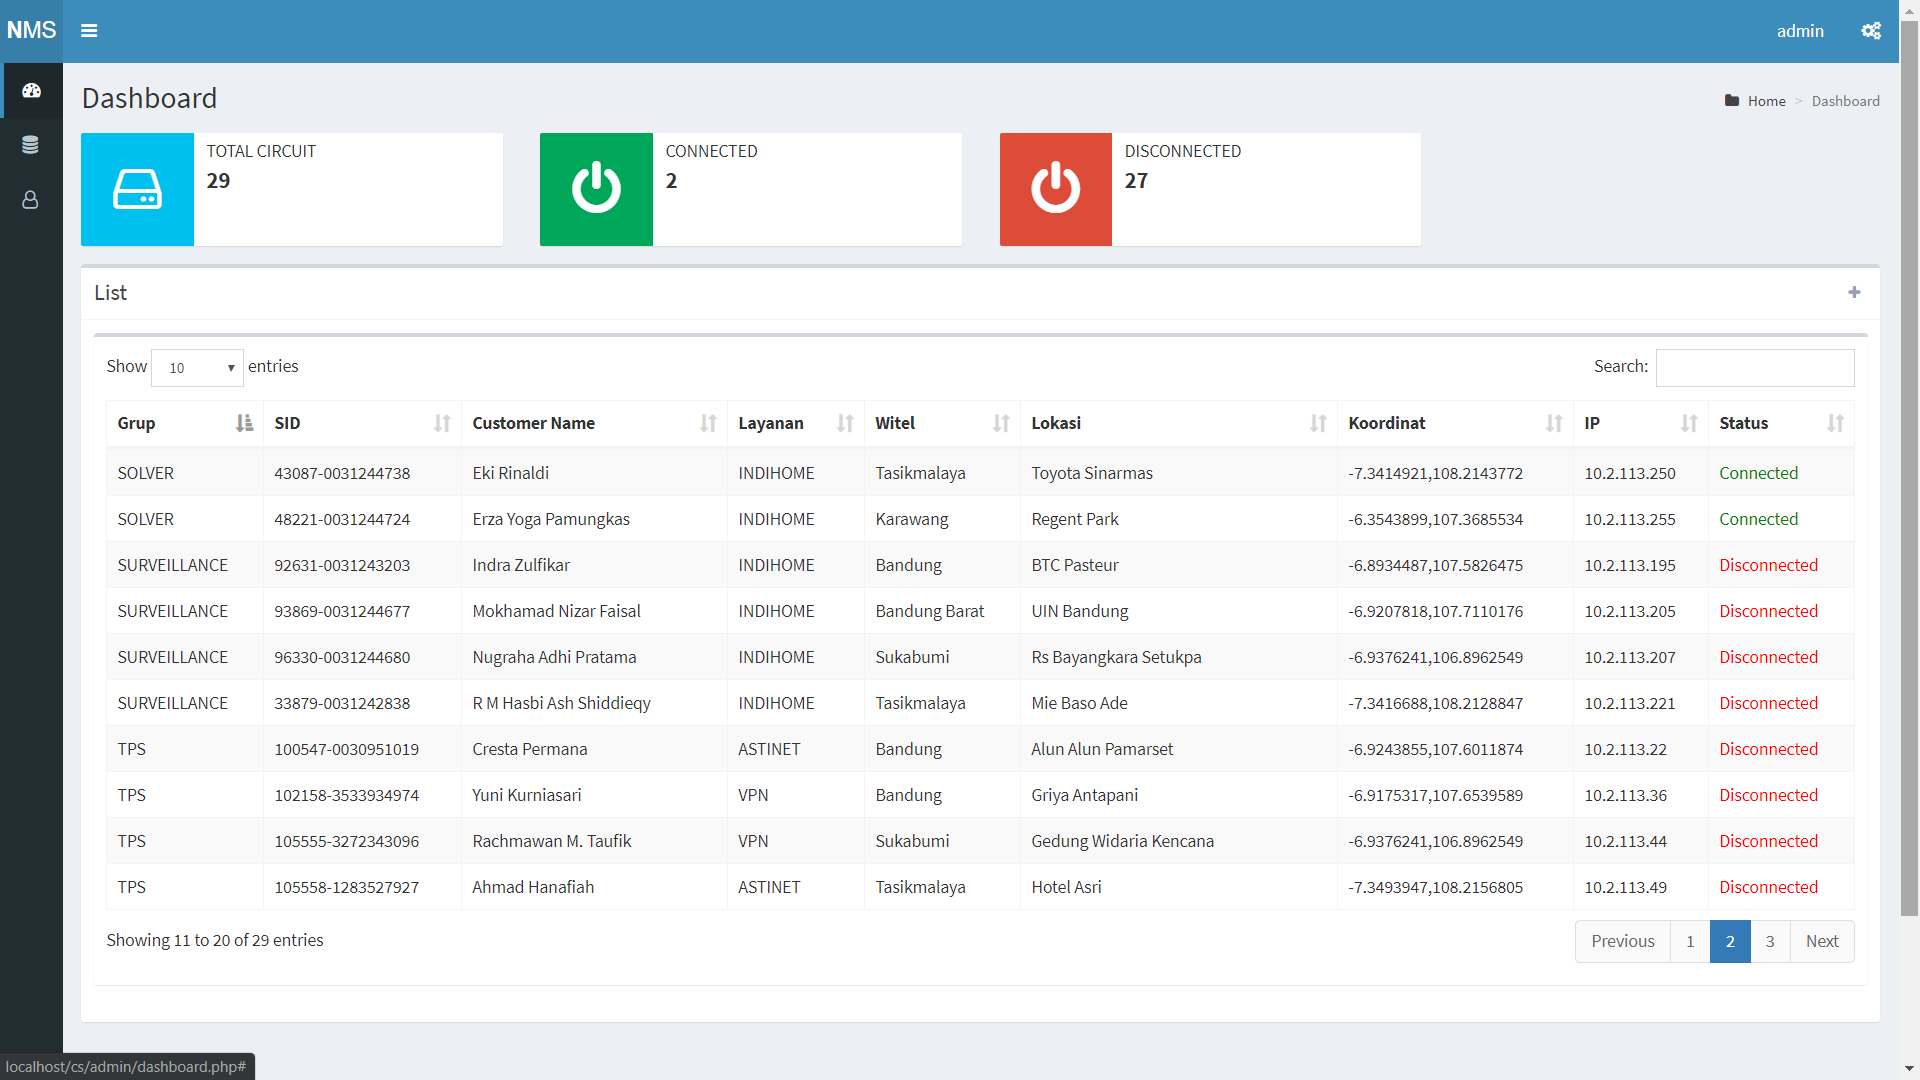 NMS
admin
Dashboard
Home > Dashboard
TOTAL CIRCUIT
29
CONNECTED
2
DISCONNECTED
27
List
Show 10 entries
Search:
Grup SID Customer Name Layanan Witel Lokasi Koordinat IP Status
SOLVER 43087-0031244738 Eki Rinaldi INDIHOME Tasikmalaya Toyota Sinarmas -7.3414921,108.2143772 10.2.113.250 Connected
SOLVER 48221-0031244724 Erza Yoga Pamungkas INDIHOME Karawang Regent Park -6.3543899,107.3685534 10.2.113.255 Connected
SURVEILLANCE 92631-0031243203 Indra Zulfikar INDIHOME Bandung BTC Pasteur -6.8934487,107.5826475 10.2.113.195 Disconnected
SURVEILLANCE 93869-0031244677 Mokhamad Nizar Faisal INDIHOME Bandung Barat UIN Bandung -6.9207818,107.7110176 10.2.113.205 Disconnected
SURVEILLANCE 96330-0031244680 Nugraha Adhi Pratama INDIHOME Sukabumi Rs Bayangkara Setukpa -6.9376241,106.8962549 10.2.113.207 Disconnected
SURVEILLANCE 33879-0031242838 R M Hasbi Ash Shiddieqy INDIHOME Tasikmalaya Mie Baso Ade -7.3416688,108.2128847 10.2.113.221 Disconnected
TPS 100547-0030951019 Cresta Permana ASTINET Bandung Alun Alun Pamarset -6.9243855,107.6011874 10.2.113.22 Disconnected
TPS 102158-3533934974 Yuni Kurniasari VPN Bandung Griya Antapani -6.9175317,107.6539589 10.2.113.36 Disconnected
TPS 105555-3272343096 Rachmawan M. Taufik VPN Sukabumi Gedung Widaria Kencana -6.9376241,106.8962549 10.2.113.44 Disconnected
TPS 105558-1283527927 Ahmad Hanafiah ASTINET Tasikmalaya Hotel Asri -7.3493947,108.2156805 10.2.113.49 Disconnected
Showing 11 to 20 of 29 entries
Previous 1 2 3 Next
localhost/cs/admin/dashboard.php#